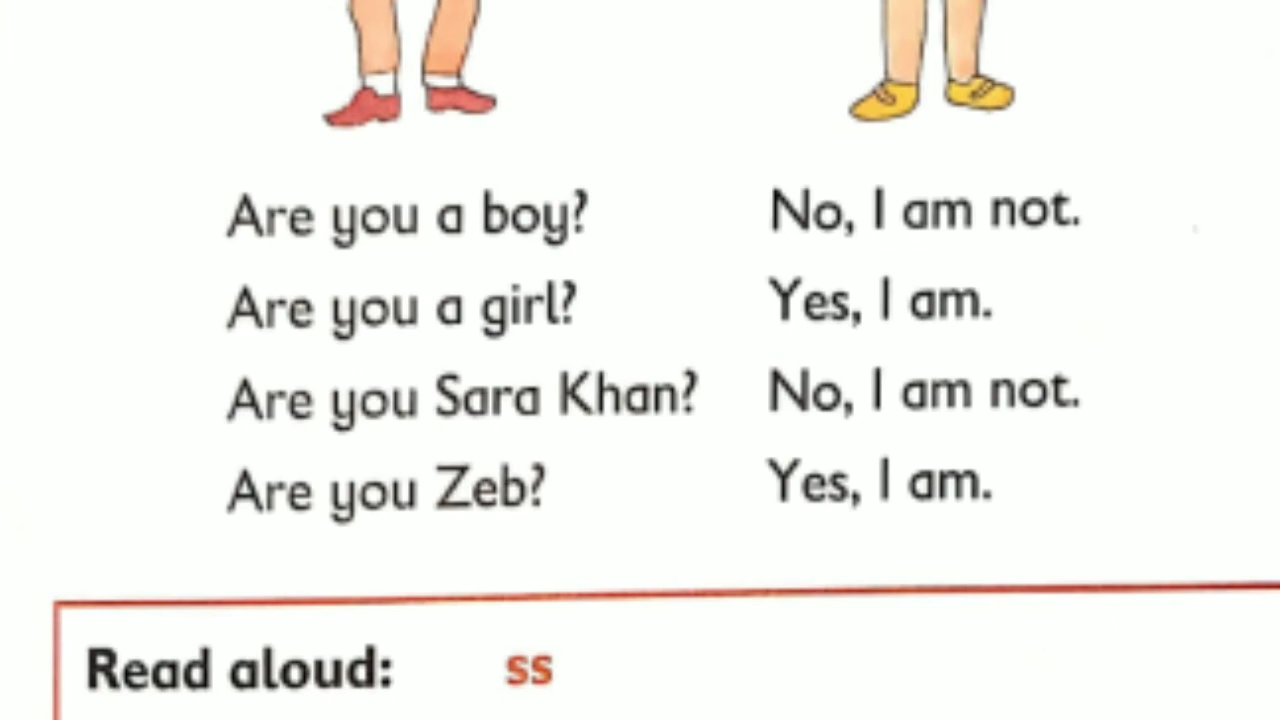 Are you a boy? No, I am not.
Are you a girl? Yes, I am.
Are you Sara Khan? No, I am not.
Are you Zeb? Yes, I am.
Read aloud: ss